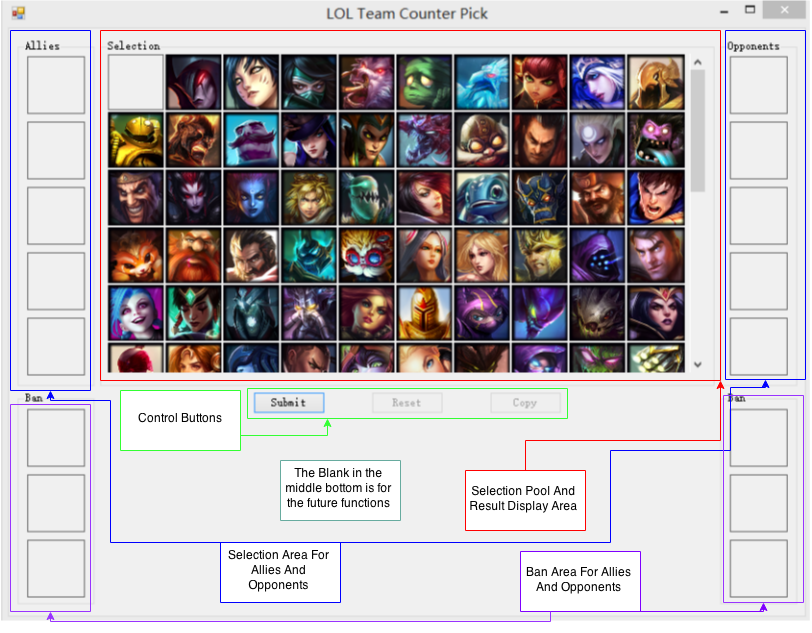 LOL Team Counter Pick
Allies
Selection
Opponents
Ban
Submit
Reset
Copy
Ban
Control Buttons
The Blank in the
middle bottom is for
the future functions
Selection Pool And
Result Display Area
Selection Area For
Allies And
Opponents
Ban Area For Allies
And Opponents